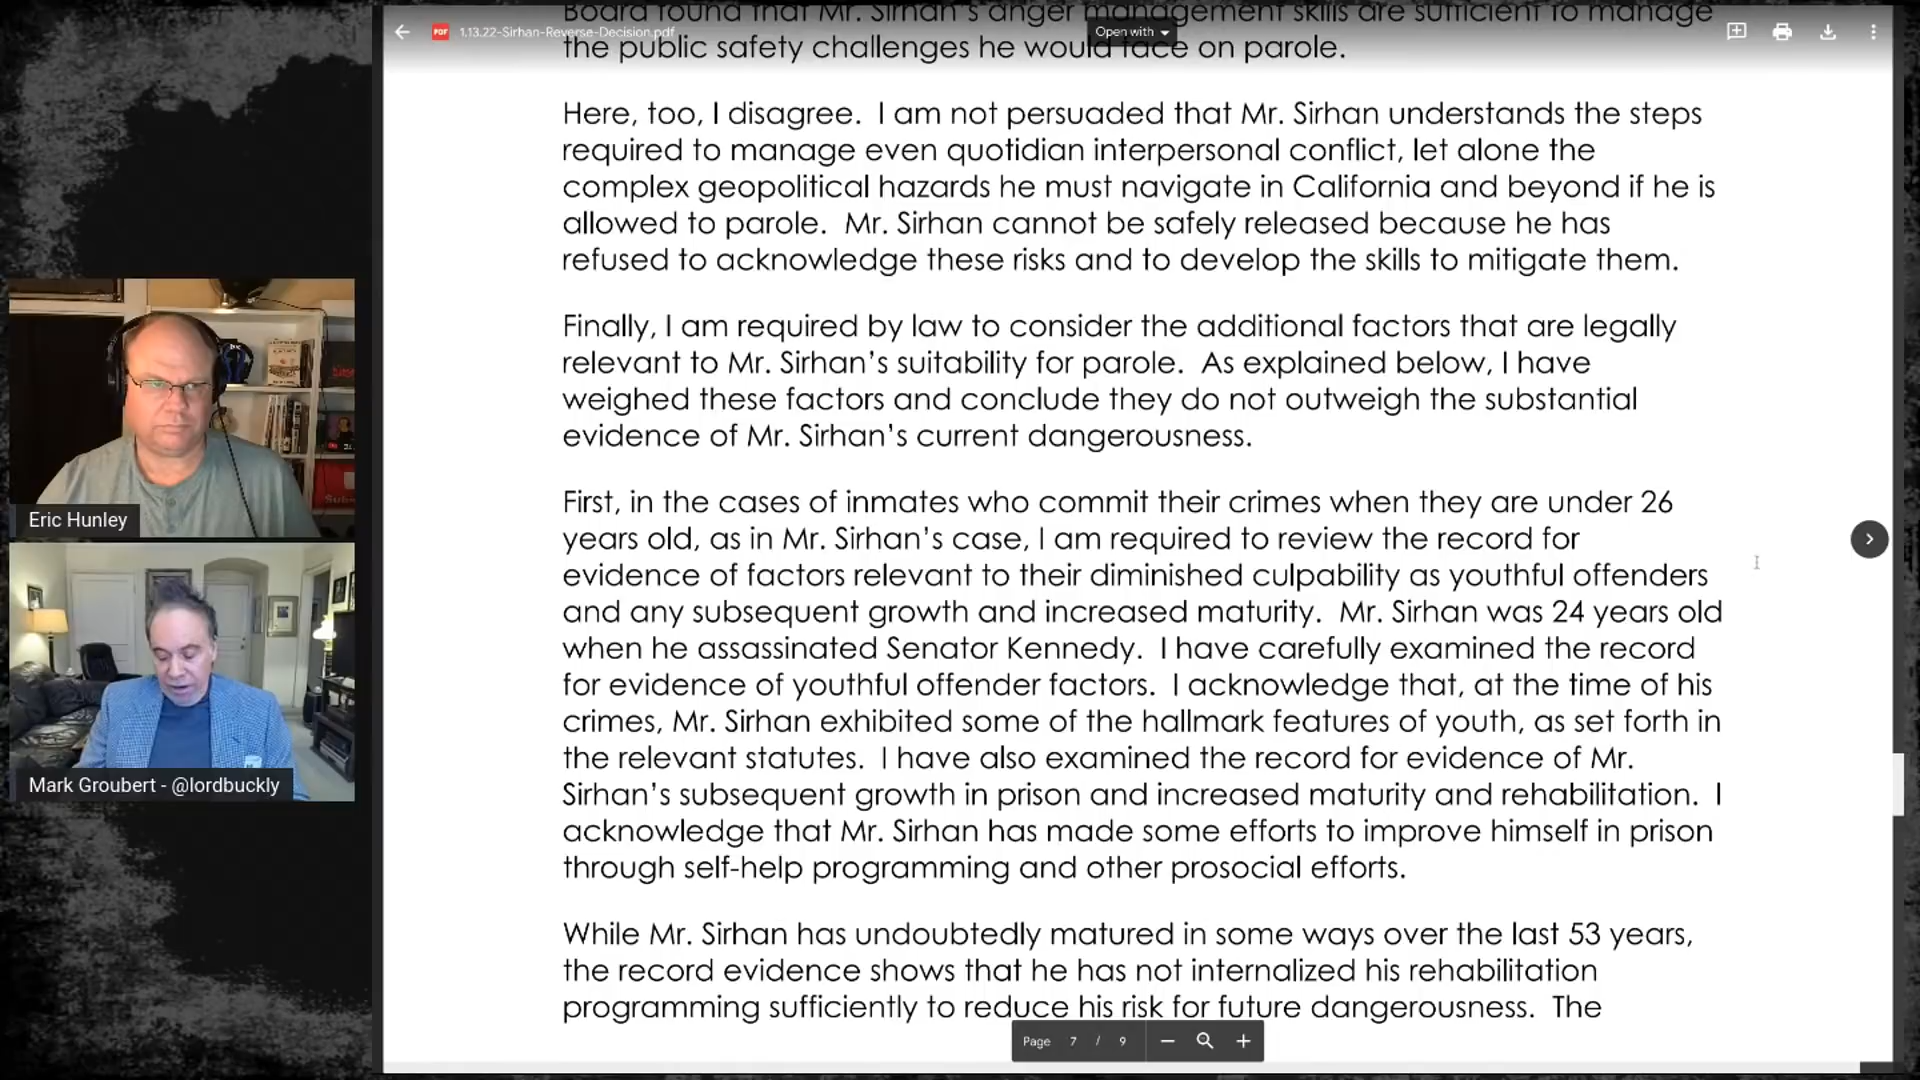 Board found that Mr. Sirhan's anger management skills are sufficient to manage
1.13.22-Sirhan-Reverse-Decision.pdf
Open with
the public safety challenges he would face on parole.
Here, too, I disagree.  I am not persuaded that Mr. Sirhan understands the steps
required to manage even quotidian interpersonal conflict, let alone the
complex geopolitical hazards he must navigate in California and beyond if he is
allowed to parole.  Mr. Sirhan cannot be safely released because he has
refused to acknowledge these risks and to develop the skills to mitigate them.
Finally, I am required by law to consider the additional factors that are legally
relevant to Mr. Sirhan's suitability for parole.  As explained below, I have
weighed these factors and conclude they do not outweigh the substantial
evidence of Mr. Sirhan's current dangerousness.
First, in the cases of inmates who commit their crimes when they are under 26
years old, as in Mr. Sirhan's case, I am required to review the record for
evidence of factors relevant to their diminished culpability as youthful offenders
and any subsequent growth and increased maturity.  Mr. Sirhan was 24 years old
when he assassinated Senator Kennedy.  I have carefully examined the record
for evidence of youthful offender factors.  I acknowledge that, at the time of his
crimes, Mr. Sirhan exhibited some of the hallmark features of youth, as set forth in
the relevant statutes.  I have also examined the record for evidence of Mr.
Sirhan's subsequent growth in prison and increased maturity and rehabilitation.  I
acknowledge that Mr. Sirhan has made some efforts to improve himself in prison
through self-help programming and other prosocial efforts.
While Mr. Sirhan has undoubtedly matured in some ways over the last 53 years,
the record evidence shows that he has not internalized his rehabilitation
programming sufficiently to reduce his risk for future dangerousness.  The
Page 7 / 9
Eric Hunley
Mark Groubert - @lordbuckly